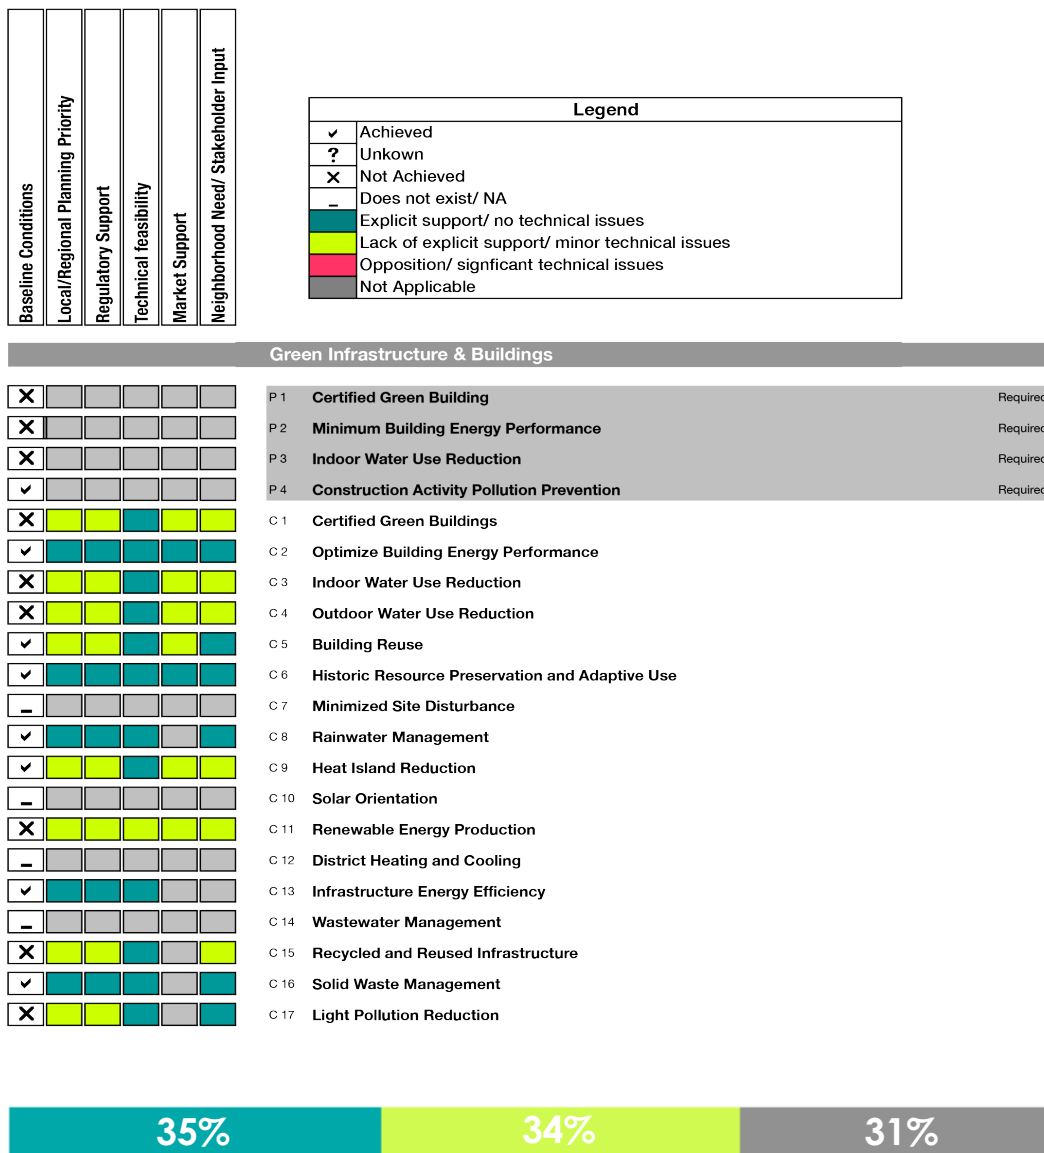 Baseline Conditions
Local/Regional Planning Priority
Regulatory Support
Technical feasibility
Market Support
Neighborhood Need/ Stakeholder Input
Legend
✓ Achieved
? Unkown
✕ Not Achieved
– Does not exist/ NA
Explicit support/ no technical issues
Lack of explicit support/ minor technical issues
Opposition/ signficant technical issues
Not Applicable
Green Infrastructure & Buildings
✕ P 1 Certified Green Building Required
✕ P 2 Minimum Building Energy Performance Required
✕ P 3 Indoor Water Use Reduction Required
✓ P 4 Construction Activity Pollution Prevention Required
✕ C 1 Certified Green Buildings
✓ C 2 Optimize Building Energy Performance
✕ C 3 Indoor Water Use Reduction
✕ C 4 Outdoor Water Use Reduction
✓ C 5 Building Reuse
✓ C 6 Historic Resource Preservation and Adaptive Use
– C 7 Minimized Site Disturbance
✓ C 8 Rainwater Management
✓ C 9 Heat Island Reduction
– C 10 Solar Orientation
✕ C 11 Renewable Energy Production
– C 12 District Heating and Cooling
✓ C 13 Infrastructure Energy Efficiency
– C 14 Wastewater Management
✕ C 15 Recycled and Reused Infrastructure
✓ C 16 Solid Waste Management
✕ C 17 Light Pollution Reduction
35% 34% 31%